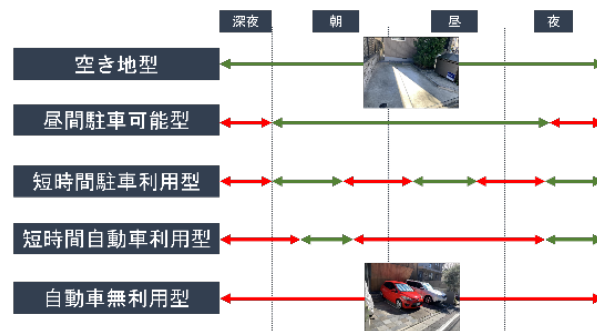 深夜
朝
昼
夜
空き地型
昼間駐車可能型
短時間駐車利用型
短時間自動車利用型
自動車無利用型